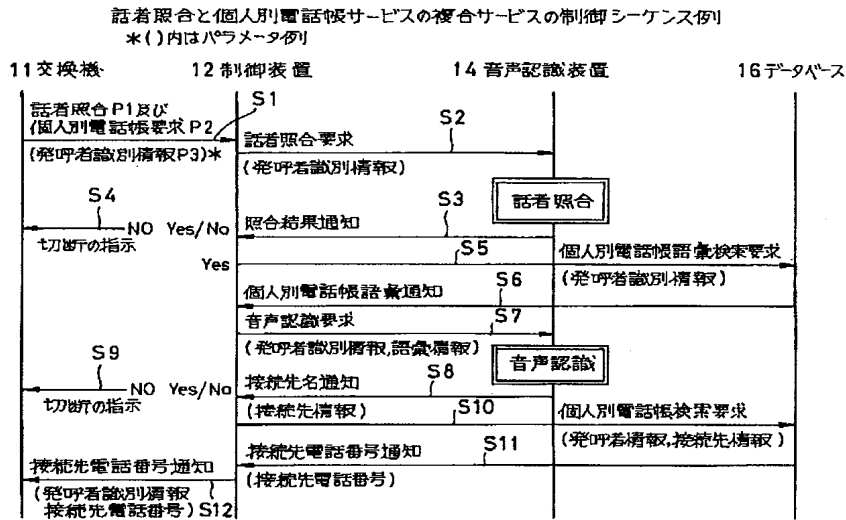 話者照合と個人別電話帳サービスの複合サービスの制御シーケンス例
*()内はパラメータ例
11交換機
12制御装置
14音声認識装置
16データベース
話者照合P1及び
個人別電話帳要求P2
S1
(発呼者識別情報P3)*
話者照合要求
S2
(発呼者識別情報)
話者照合
S4
NO
Yes/No
照合結果通知
S3
切断の指示
Yes
S5
個人別電話帳語彙検索要求
(発呼者識別情報)
個人別電話帳語彙通知
S6
音声認識要求
S7
(発呼者識別情報,語彙情報)
音声認識
S9
NO
Yes/No
接続先名通知
S8
切断の指示
(接続先情報)
S10
個人別電話帳検索要求
(発呼者情報,接続先情報)
接続先電話番号通知
S11
(接続先電話番号)
接続先電話番号通知
(発呼者識別情報
接続先電話番号)S12